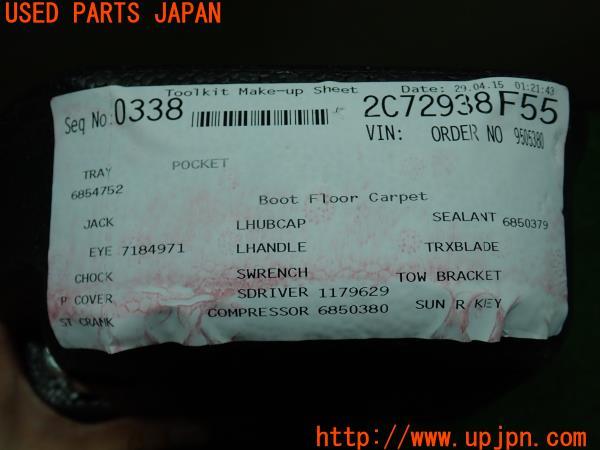 USED PARTS JAPAN
Toolkit Make-up Sheet Date: 29.04.15 01:21:43
Seq No: 0338 2C72938F55
VIN: ORDER NO 9505380
POCKET
TRAY
6854752
Boot Floor Carpet
JACK LHUBCAP SEALANT 6850379
EYE 7184971 LHANDLE TRXBLADE
CHOCK SWRENCH TOW BRACKET
P COVER SDRIVER 1179629
ST CRANK COMPRESSOR 6850380 SUN R KEY
http://www.upjpn.com/